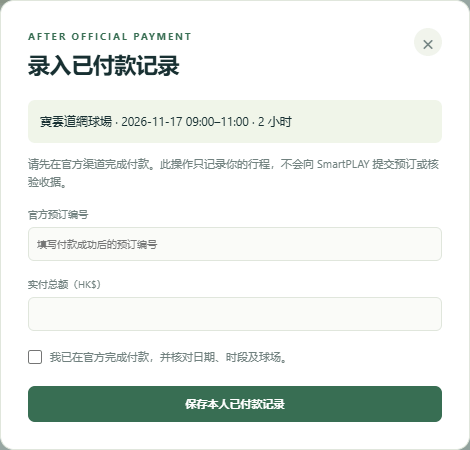 AFTER OFFICIAL PAYMENT
录入已付款记录
寶雲道網球場 · 2026-11-17 09:00–11:00 · 2 小时
请先在官方渠道完成付款。此操作只记录你的行程，不会向 SmartPLAY 提交预订或核
验收据。
官方预订编号
填写付款成功后的预订编号
实付总额（HK$）
我已在官方完成付款，并核对日期、时段及球场。
保存本人已付款记录